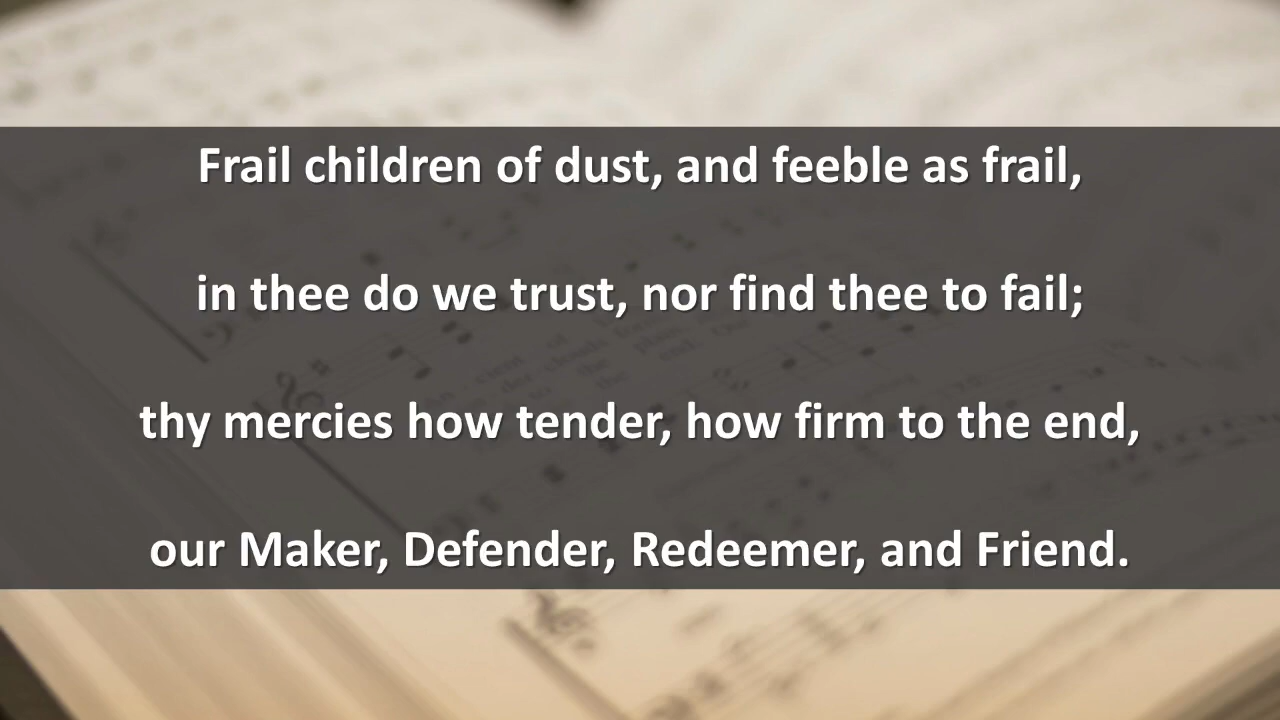 Frail children of dust, and feeble as frail,
in thee do we trust, nor find thee to fail;
thy mercies how tender, how firm to the end,
our Maker, Defender, Redeemer, and Friend.